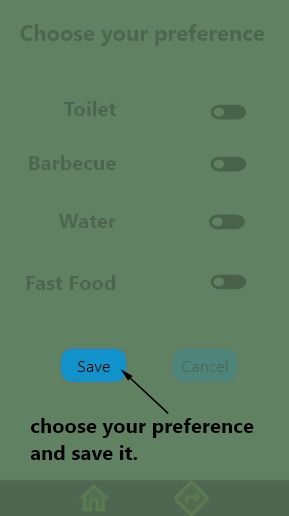 Choose your preference
Toilet
Barbecue
Water
Fast Food
Save
Cancel
choose your preference
and save it.